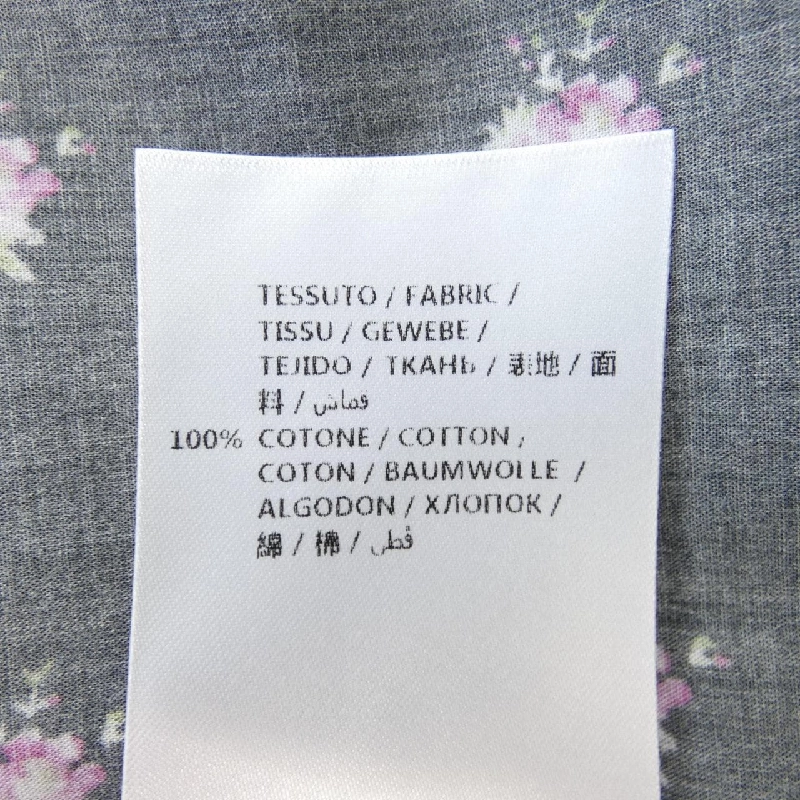 TESSUTO / FABRIC /
TISSU / GEWEBE /
TEJIDO / ТКАНЬ / 表地 / 面
料 / قماش
100% COTONE / COTTON /
COTON / BAUMWOLLE /
ALGODON / ХЛОПОК /
綿 / 棉 / قطن